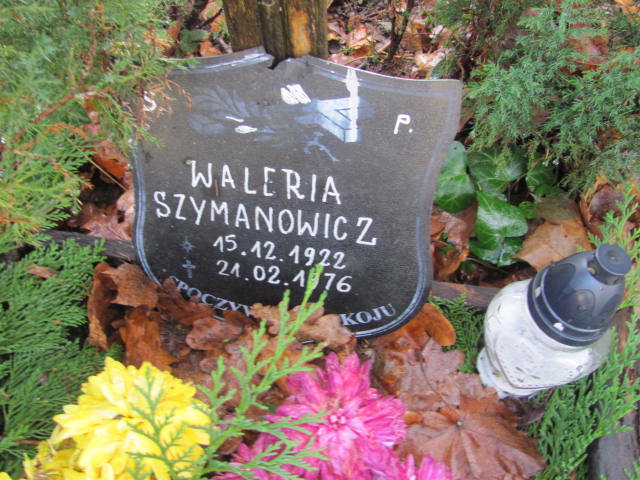 S P.
WALERIA
SZYMANOWICZ
15.12.1922
21.02.1976